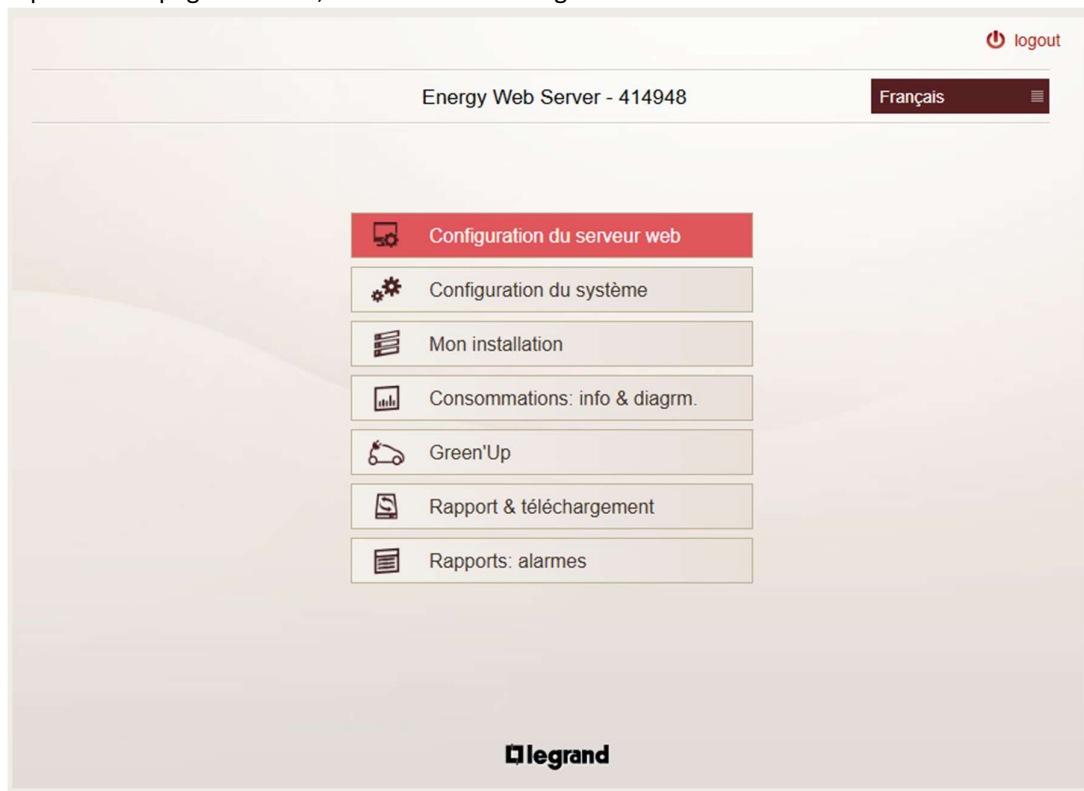 logout
Energy Web Server - 414948
Français
Configuration du serveur web
Configuration du système
Mon installation
Consommations: info & diagrm.
Green'Up
Rapport & téléchargement
Rapports: alarmes
legrand